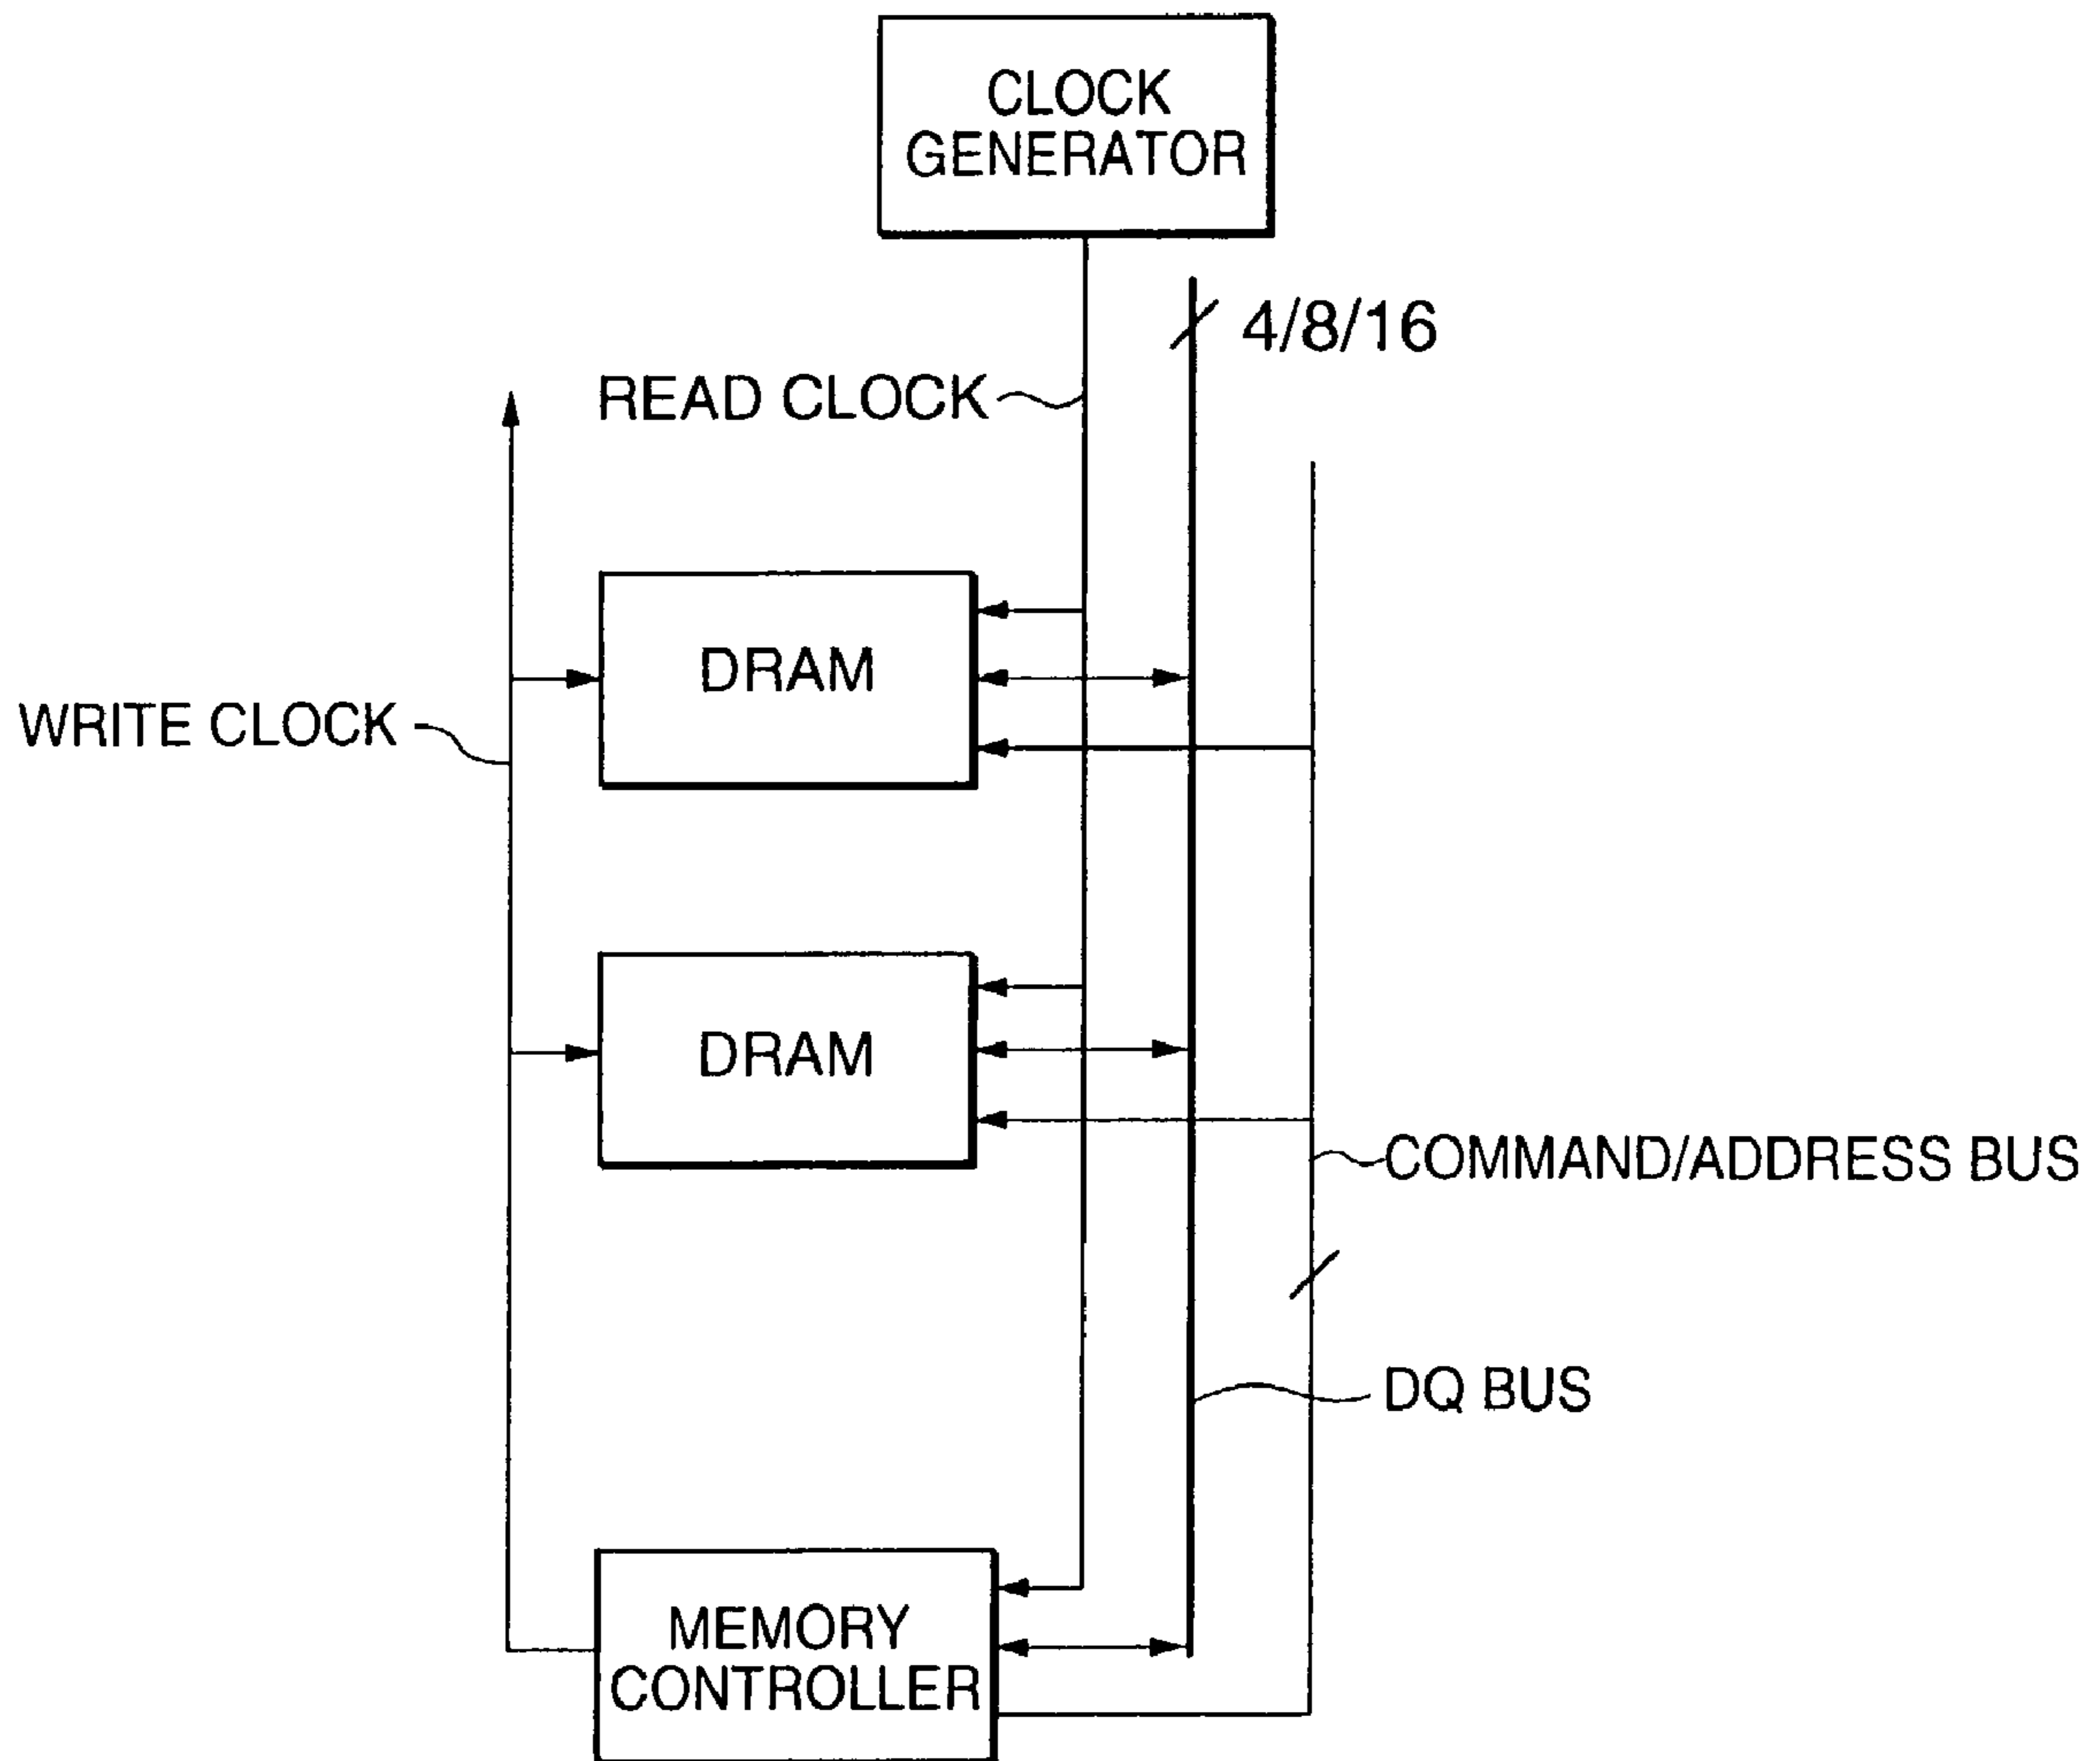 CLOCK
GENERATOR
4/8/16
READ CLOCK
DRAM
WRITE CLOCK
DRAM
COMMAND/ADDRESS BUS
DQ BUS
MEMORY
CONTROLLER